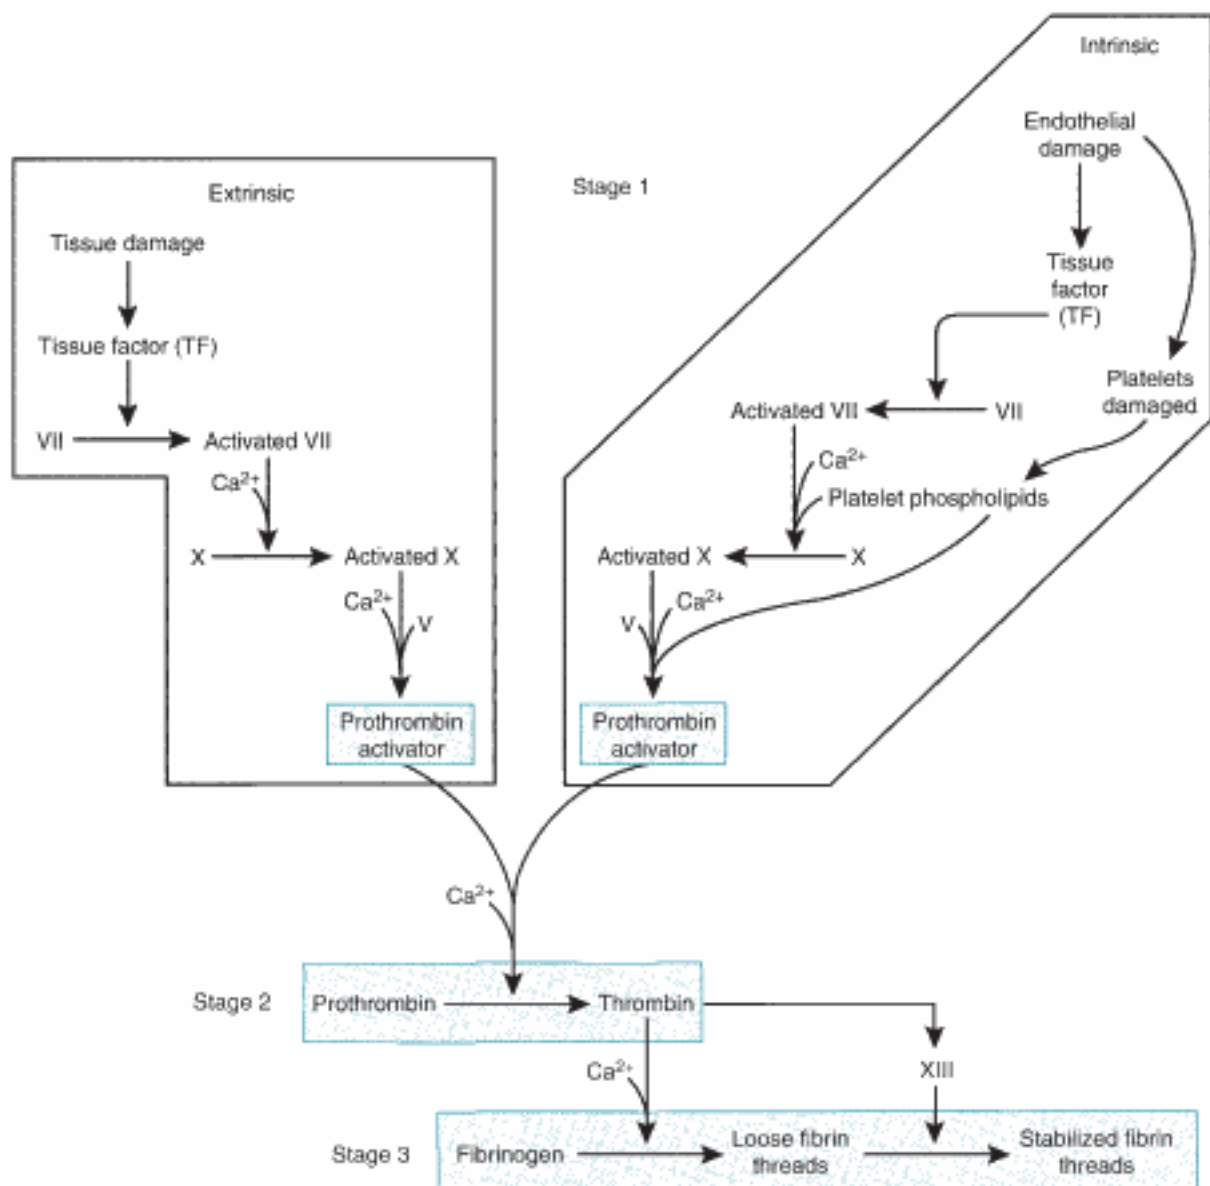 Intrinsic
Endothelial
damage
Stage 1
Extrinsic
Tissue damage
Tissue
factor
(TF)
Tissue factor (TF)
Platelets
damaged
Activated VII
VII
VII
Activated VII
Ca²⁺
Ca²⁺
Platelet phospholipids
X
Activated X
Activated X
X
Ca²⁺
V
V
Ca²⁺
Prothrombin
activator
Prothrombin
activator
Ca²⁺
Stage 2
Prothrombin
Thrombin
Ca²⁺
XIII
Stage 3
Fibrinogen
Loose fibrin
threads
Stabilized fibrin
threads